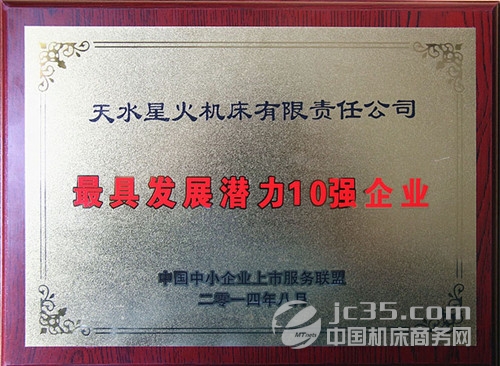 天水星火机床有限责任公司
最具发展潜力10强企业
中国中小企业上市服务联盟
二零一四年八月
jc35.com
MTnets
中国机床商务网